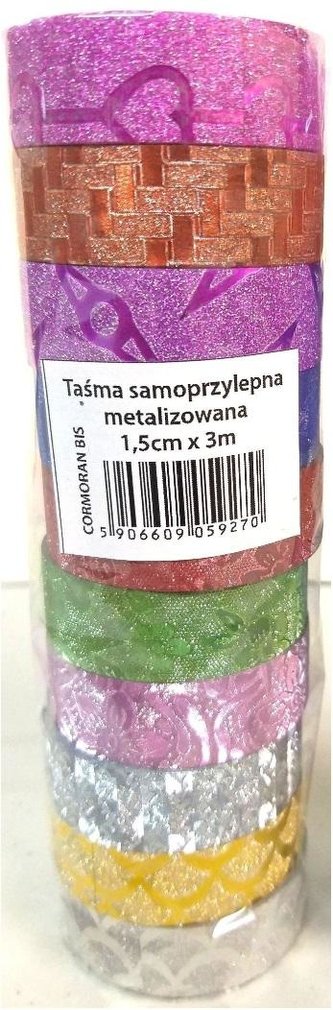 Taśma samoprzylepna
metalizowana
1,5cm x 3m
CORMORAN BIS
5 906609 059270